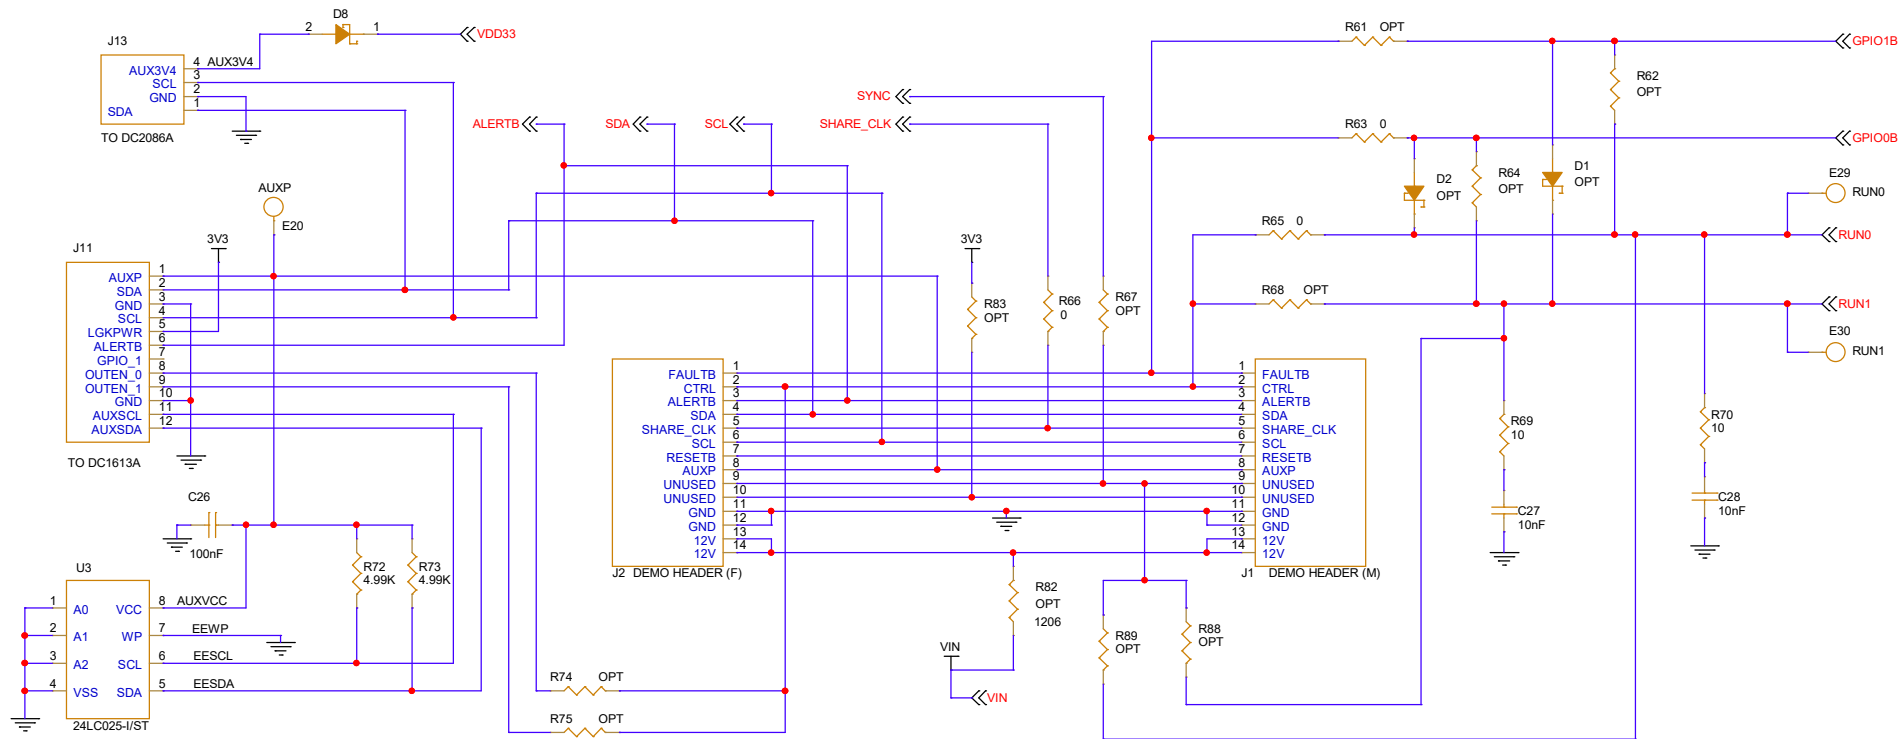 D8
2 1
VDD33
J13
4 AUX3V4
AUX3V4
3
SCL
2
GND
1
SDA
TO DC2086A
R61 OPT
GPIO1B
R62
OPT
SYNC
ALERTB
SDA
SCL
SHARE_CLK
R63 0
GPIO0B
D2
OPT
R64
OPT
D1
OPT
E29
RUN0
AUXP
E20
R65 0
RUN0
J11
3V3
3V3
AUXP 1
SDA 2
GND 3
SCL 4
LGKPWR 5
ALERTB 6
GPIO_1 7
OUTEN_0 8
OUTEN_1 9
GND 10
AUXSCL 11
AUXSDA 12
TO DC1613A
R83
OPT
R66
0
R67
OPT
R68 OPT
RUN1
E30
RUN1
FAULTB 1
CTRL 2
ALERTB 3
SDA 4
SHARE_CLK 5
SCL 6
RESETB 7
AUXP 8
UNUSED 9
UNUSED 10
GND 11
GND 12
12V 13
12V 14
J2 DEMO HEADER (F)
1 FAULTB
2 CTRL
3 ALERTB
4 SDA
5 SHARE_CLK
6 SCL
7 RESETB
8 AUXP
9 UNUSED
10 UNUSED
11 GND
12 GND
13 12V
14 12V
J1 DEMO HEADER (M)
R69
10
R70
10
C27
10nF
C28
10nF
C26
100nF
R72
4.99K
R73
4.99K
U3
1 A0
2 A1
3 A2
4 VSS
VCC 8 AUXVCC
WP 7 EEWP
SCL 6 EESCL
SDA 5 EESDA
24LC025-I/ST
R82
OPT
1206
R89
OPT
R88
OPT
VIN
VIN
R74 OPT
R75 OPT